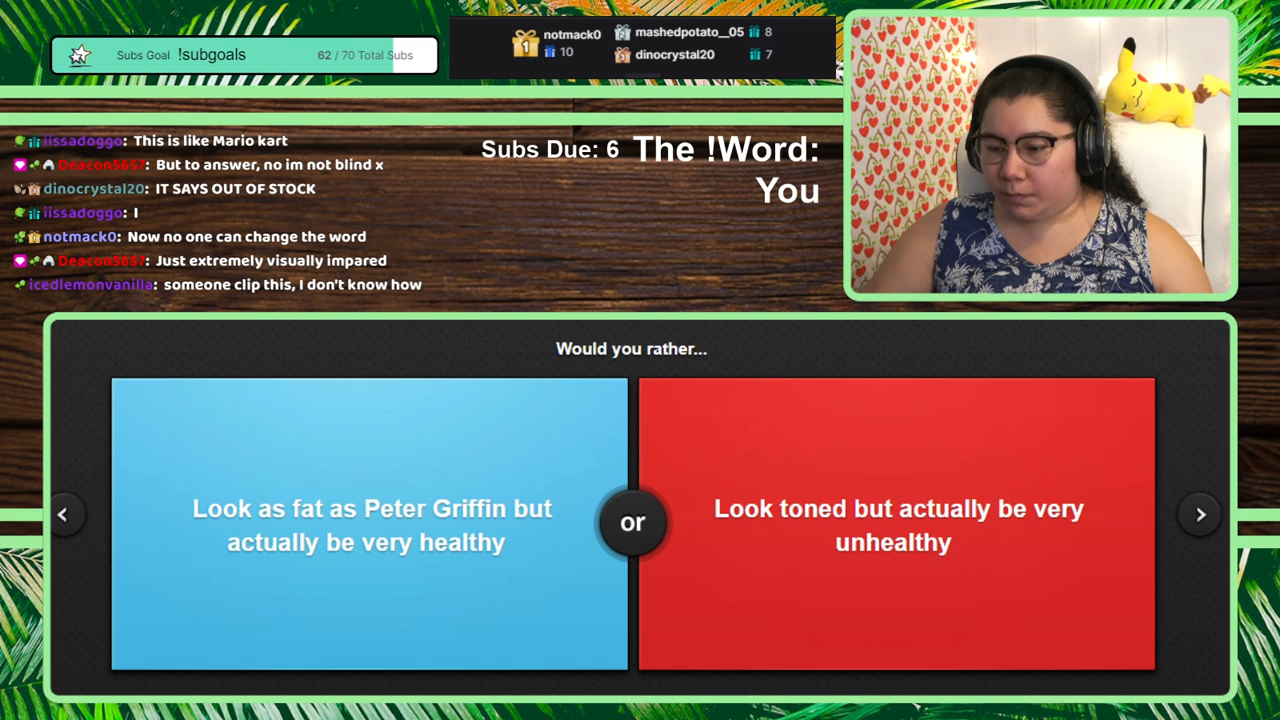 Subs Goal !subgoals 62 / 70 Total Subs
1 notmack0 10
2 mashedpotato__05 8
3 dinocrystal20 7
iissadoggo: This is like Mario kart
Deacon5657: But to answer, no im not blind x
dinocrystal20: IT SAYS OUT OF STOCK
iissadoggo: I
notmack0: Now no one can change the word
Deacon5657: Just extremely visually impared
icedlemonvanilla: someone clip this, I don't know how
Subs Due: 6
The !Word:
You
Would you rather...
Look as fat as Peter Griffin but
actually be very healthy
or
Look toned but actually be very
unhealthy